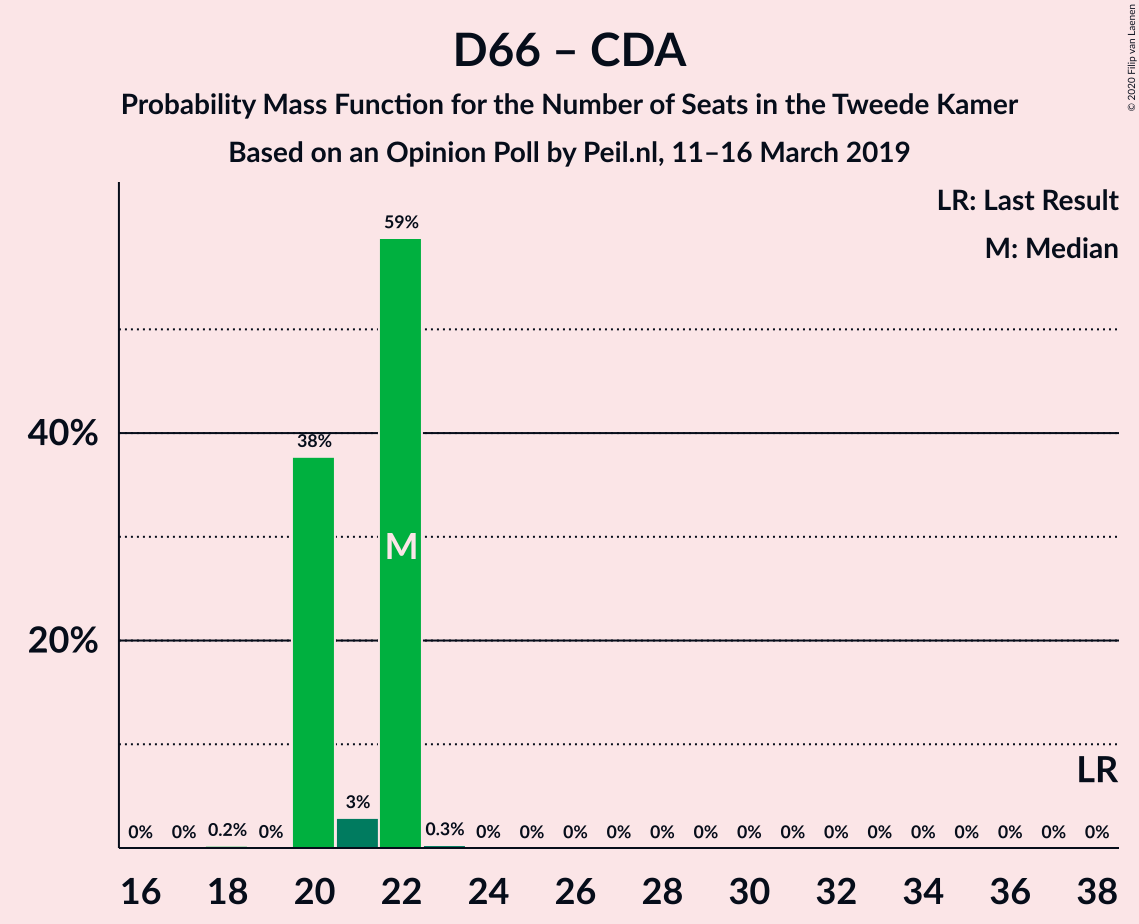 D66 – CDA
Probability Mass Function for the Number of Seats in the Tweede Kamer
Based on an Opinion Poll by Peil.nl, 11–16 March 2019
© 2020 Filip van Laenen
LR: Last Result
M: Median
59%
40%
38%
M
20%
LR
3%
0% 0% 0.2% 0% 0.3% 0% 0% 0% 0% 0% 0% 0% 0% 0% 0% 0% 0% 0% 0% 0%
16 18 20 22 24 26 28 30 32 34 36 38